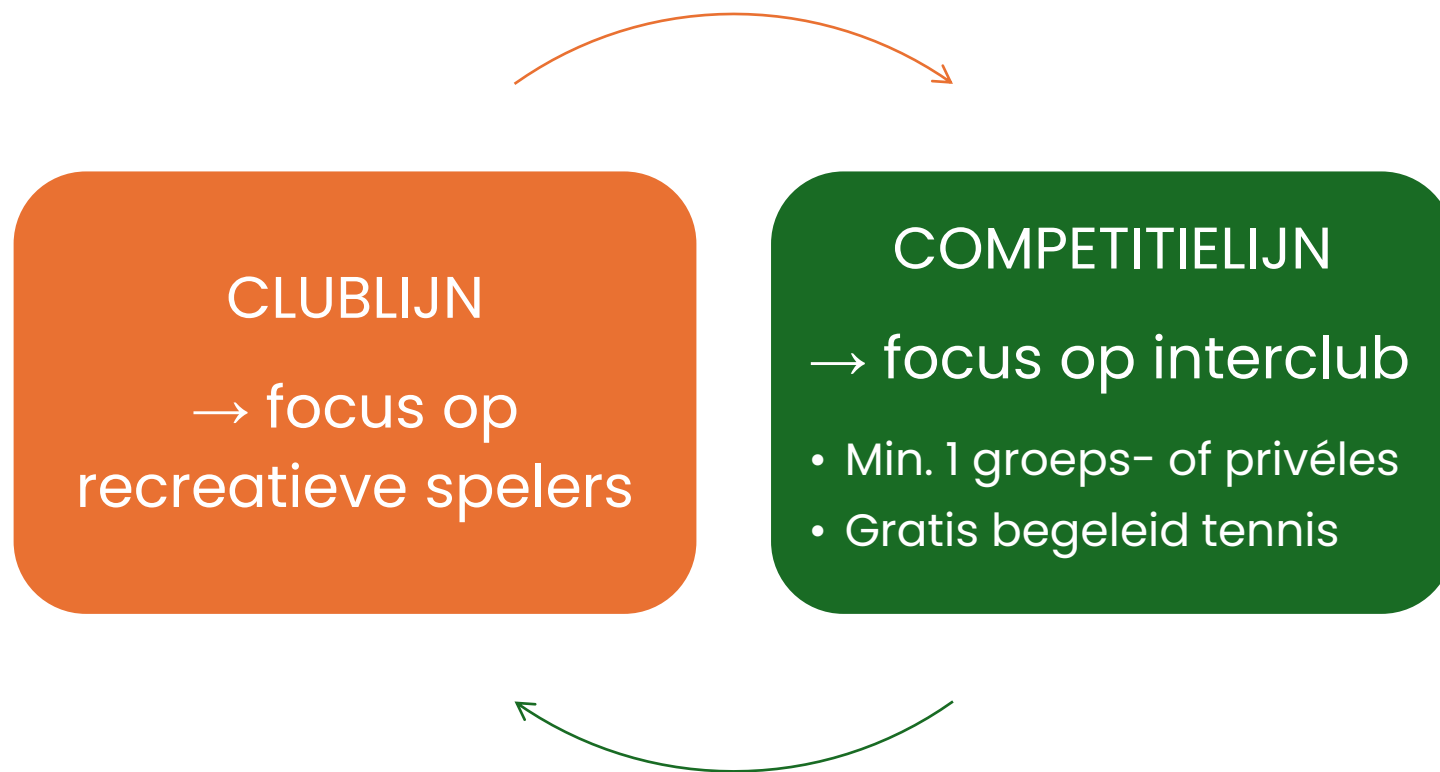 CLUBLIJN
→ focus op
recreatieve spelers
COMPETITIELIJN
→ focus op interclub
• Min. 1 groeps- of privéles
• Gratis begeleid tennis